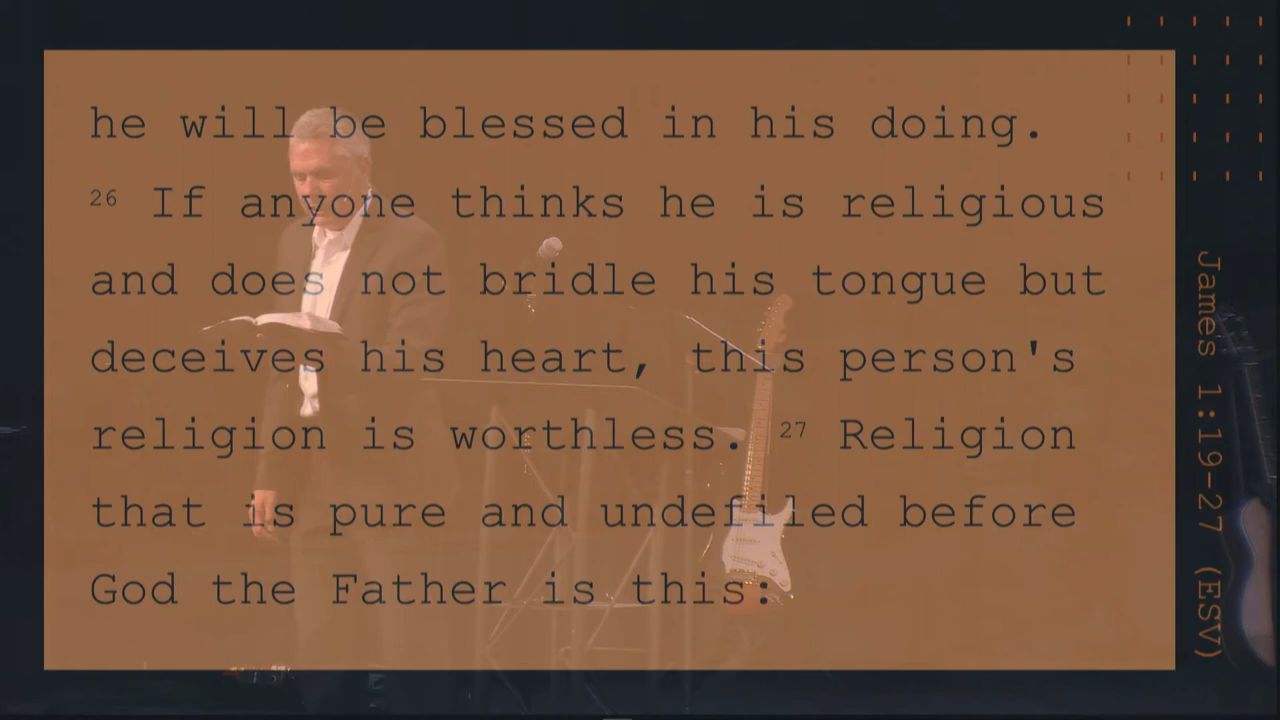 he will be blessed in his doing.
26 If anyone thinks he is religious
and does not bridle his tongue but
deceives his heart, this person's
religion is worthless. 27 Religion
that is pure and undefiled before
God the Father is this:
James 1:19-27 (ESV)